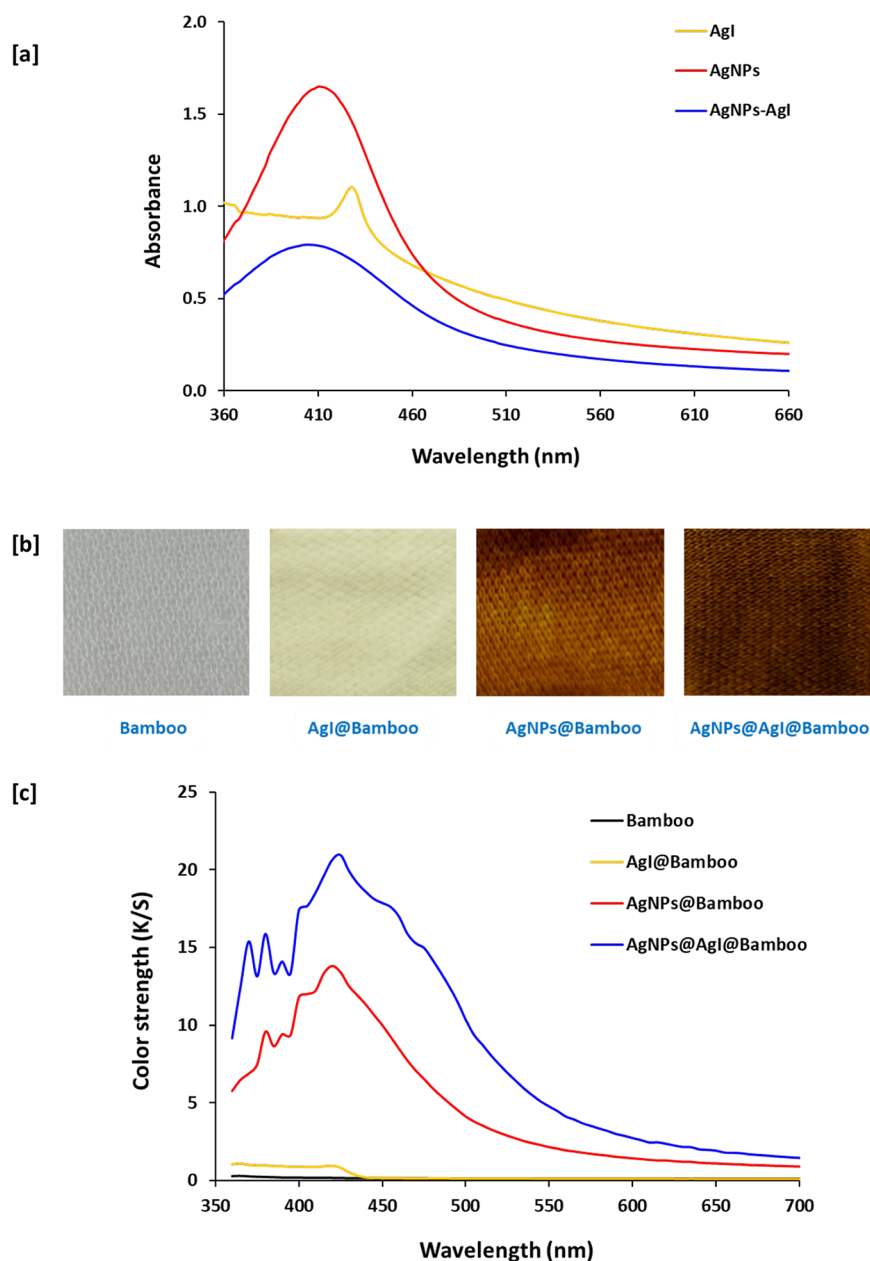 [a]
2.0
1.5
1.0
0.5
0.0
Absorbance
360 410 460 510 560 610 660
Wavelength (nm)
AgI
AgNPs
AgNPs-AgI
[b]
Bamboo AgI@Bamboo AgNPs@Bamboo AgNPs@AgI@Bamboo
[c]
25
20
15
10
5
0
Color strength (K/S)
350 400 450 500 550 600 650 700
Wavelength (nm)
Bamboo
AgI@Bamboo
AgNPs@Bamboo
AgNPs@AgI@Bamboo